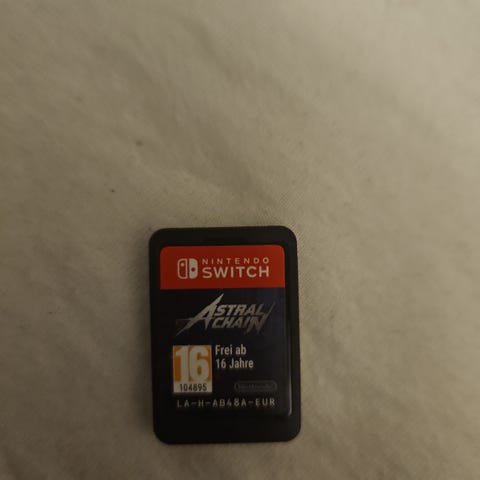 NINTENDO
SWITCH
ASTRAL
CHAIN
16
Frei ab
16 Jahre
104895
Nintendo
LA-H-AB48A-EUR